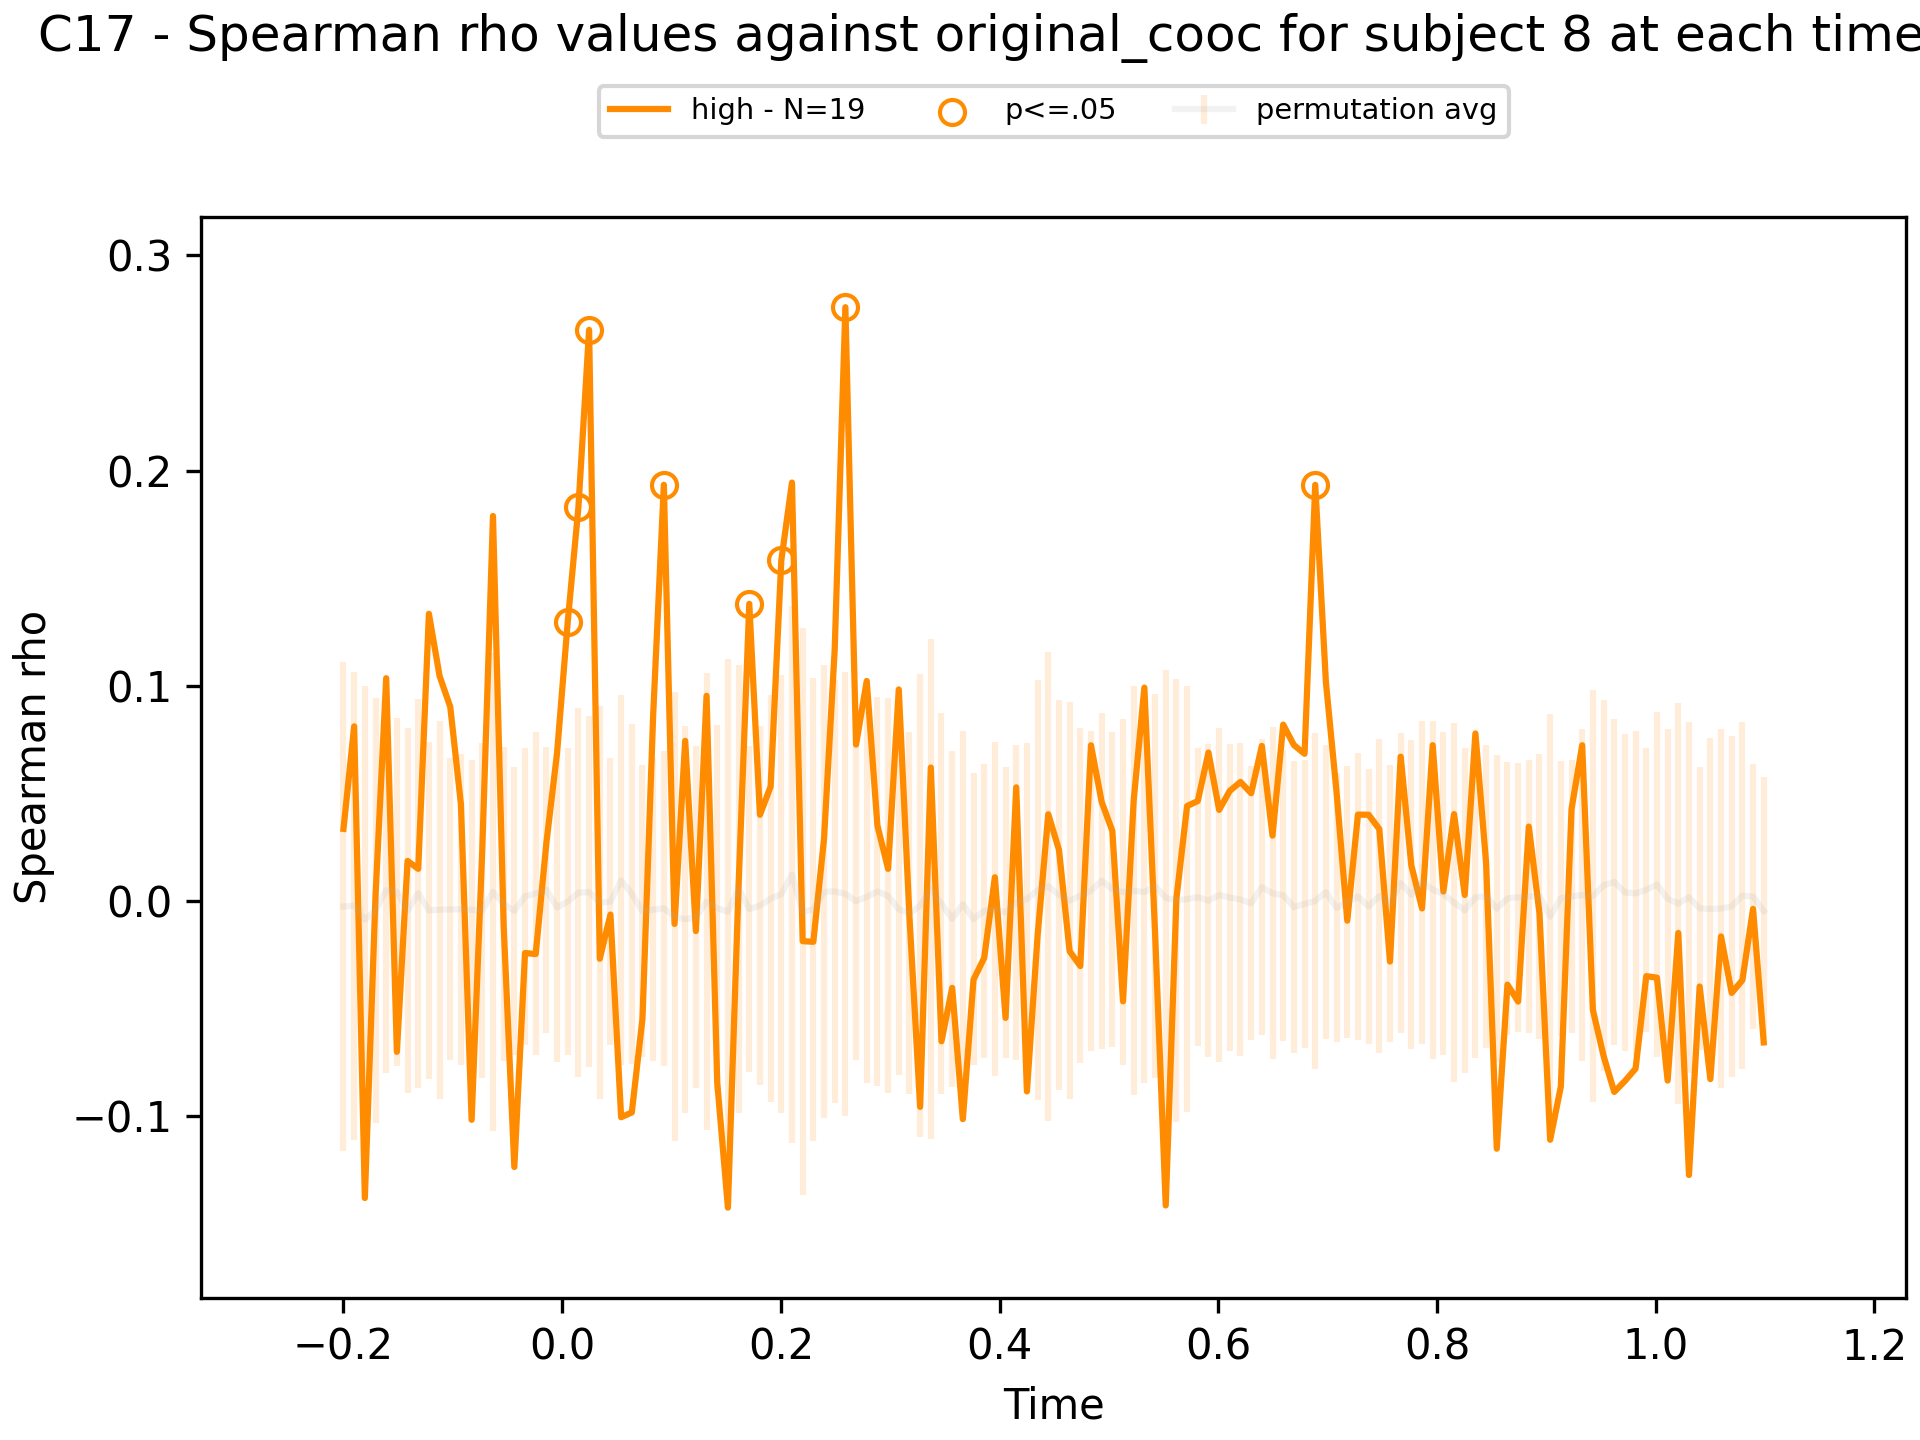 C17 - Spearman rho values against original_cooc for subject 8 at each time
high - N=19 p<=.05 permutation avg
0.3
0.2
0.1
0.0
−0.1
Spearman rho
−0.2 0.0 0.2 0.4 0.6 0.8 1.0 1.2
Time